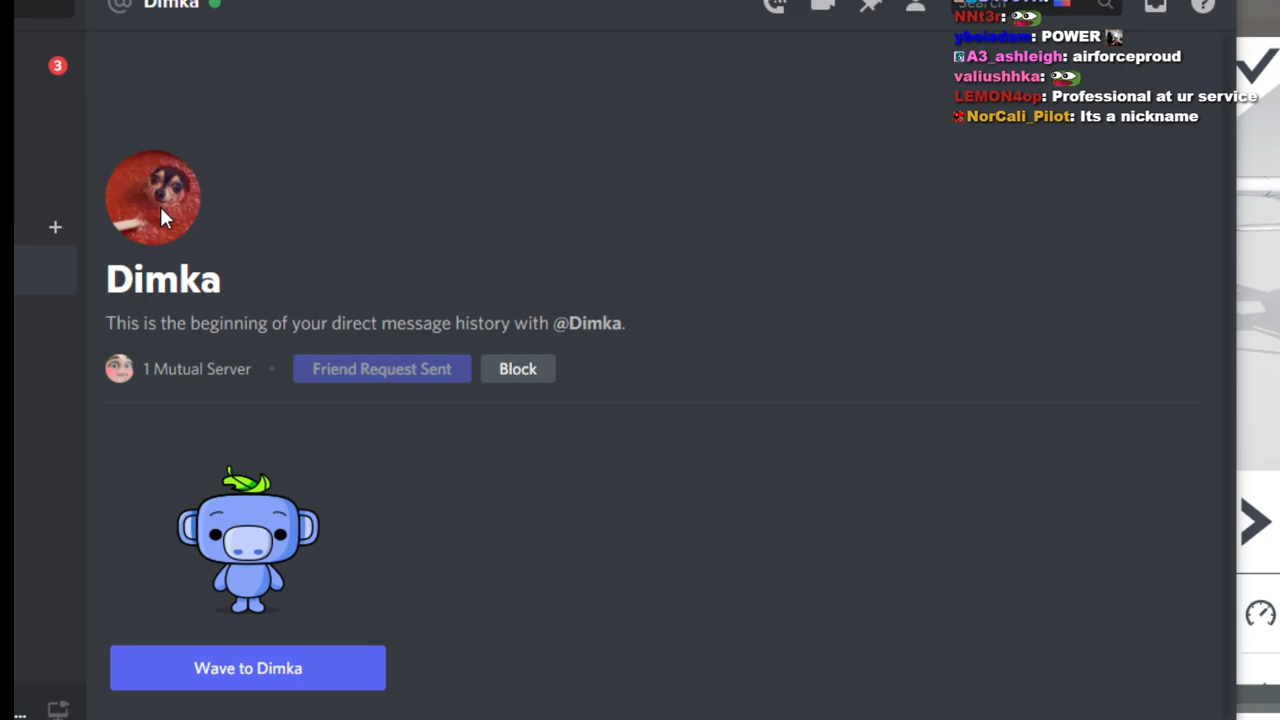 Dimka
3
NNt3r:
yboiadam: POWER
A3_ashleigh: airforceproud
valiushhka:
LEMON4op: Professional at ur service
NorCali_Pilot: Its a nickname
Dimka
This is the beginning of your direct message history with @Dimka.
1 Mutual Server
Friend Request Sent
Block
Wave to Dimka
...